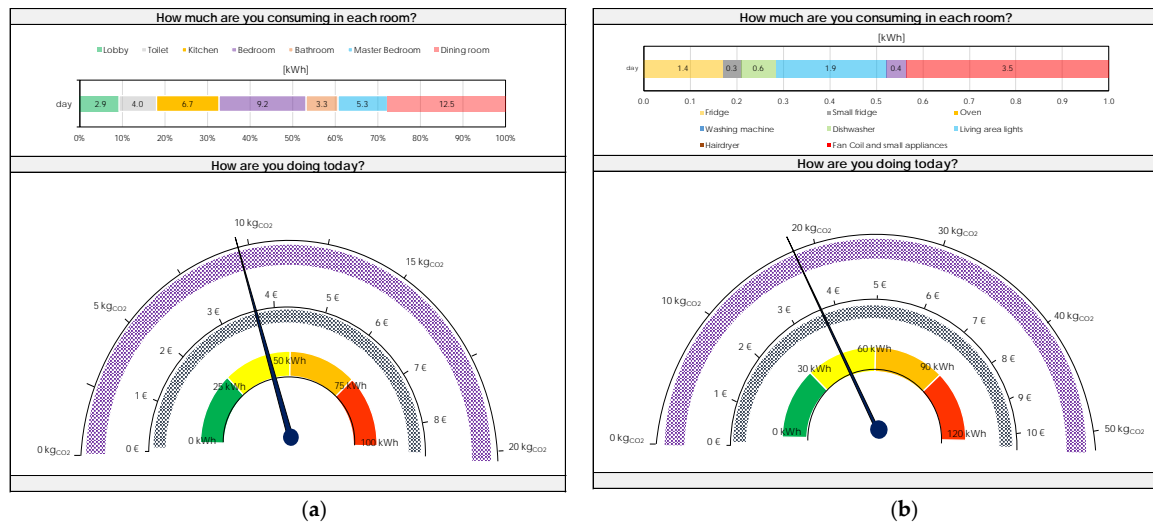 How much are you consuming in each room?
Lobby Toilet Kitchen Bedroom Bathroom Master Bedroom Dining room
[kWh]
day 2.9 4.0 6.7 9.2 3.3 5.3 12.5
0% 10% 20% 30% 40% 50% 60% 70% 80% 90% 100%
How are you doing today?
0 kgCO2
5 kgCO2
10 kgCO2
15 kgCO2
20 kgCO2
0 €
1 €
2 €
3 €
4 €
5 €
6 €
7 €
8 €
0 kWh
25 kWh
50 kWh
75 kWh
100 kWh
(a)
How much are you consuming in each room?
[kWh]
day 1.4 0.3 0.6 1.9 0.4 3.5
0.0 0.1 0.2 0.3 0.4 0.5 0.6 0.7 0.8 0.9 1.0
Fridge Small fridge Oven
Washing machine Dishwasher Living area lights
Hairdryer Fan Coil and small appliances
How are you doing today?
0 kgCO2
10 kgCO2
20 kgCO2
30 kgCO2
40 kgCO2
50 kgCO2
0 €
1 €
2 €
3 €
4 €
5 €
6 €
7 €
8 €
9 €
10 €
0 kWh
30 kWh
60 kWh
90 kWh
120 kWh
(b)